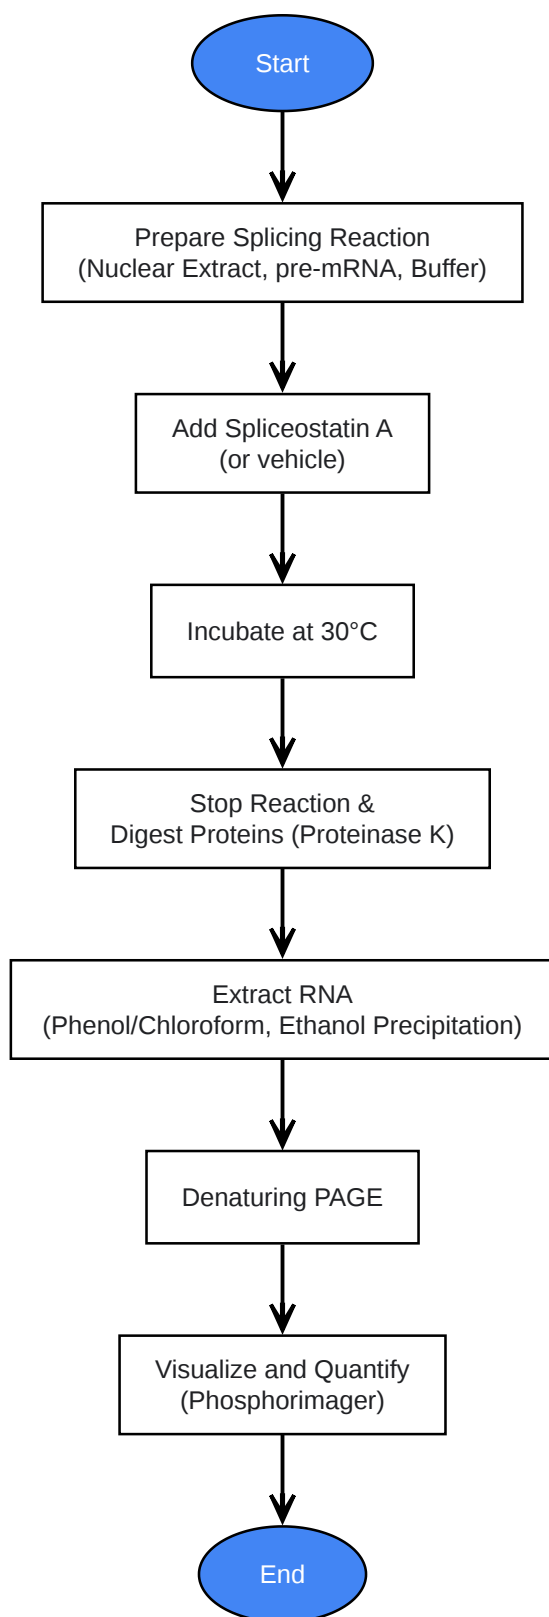 Start
Prepare Splicing Reaction
(Nuclear Extract, pre-mRNA, Buffer)
Add Spliceostatin A
(or vehicle)
Incubate at 30°C
Stop Reaction &
Digest Proteins (Proteinase K)
Extract RNA
(Phenol/Chloroform, Ethanol Precipitation)
Denaturing PAGE
Visualize and Quantify
(Phosphorimager)
End